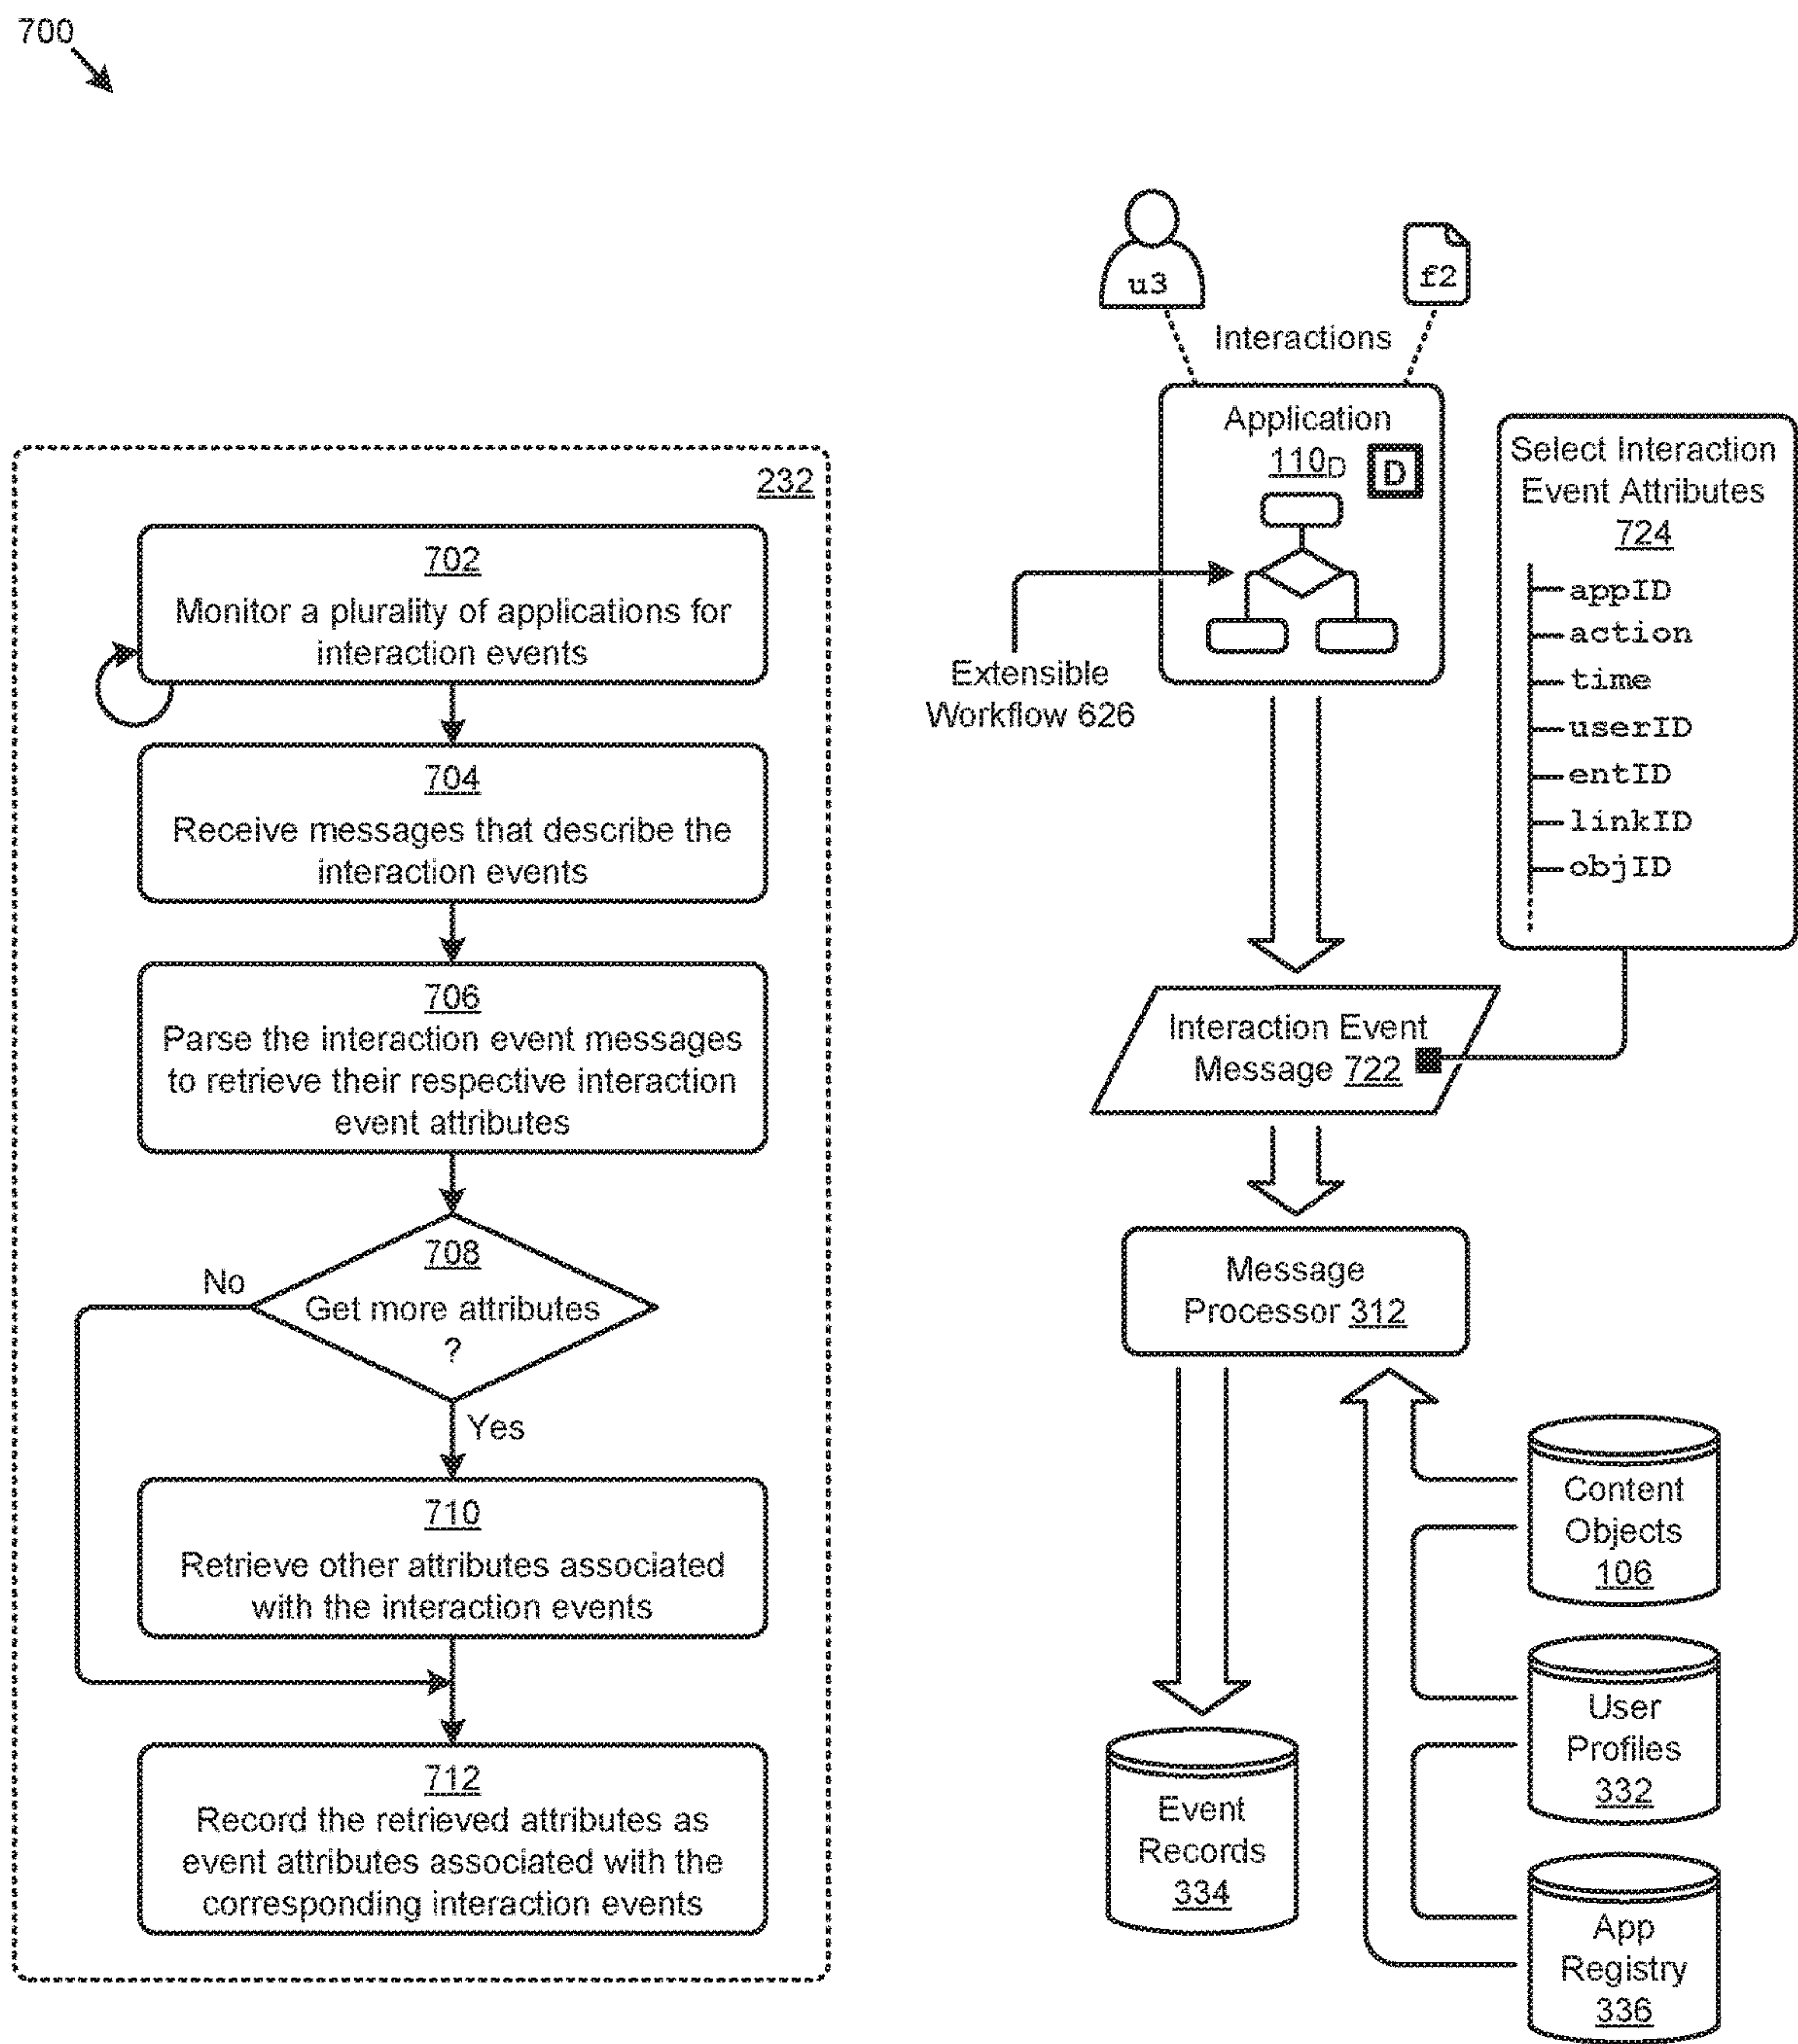 700
232
702
Monitor a plurality of applications for
interaction events
704
Receive messages that describe the
interaction events
706
Parse the interaction event messages
to retrieve their respective interaction
event attributes
708
No
Get more attributes
?
Yes
710
Retrieve other attributes associated
with the interaction events
712
Record the retrieved attributes as
event attributes associated with the
corresponding interaction events
u3
f2
Interactions
Application
110D
D
Extensible
Workflow 626
Select Interaction
Event Attributes
724
appID
action
time
userID
entID
linkID
objID
Interaction Event
Message 722
Message
Processor 312
Content
Objects
106
User
Profiles
332
Event
Records
334
App
Registry
336